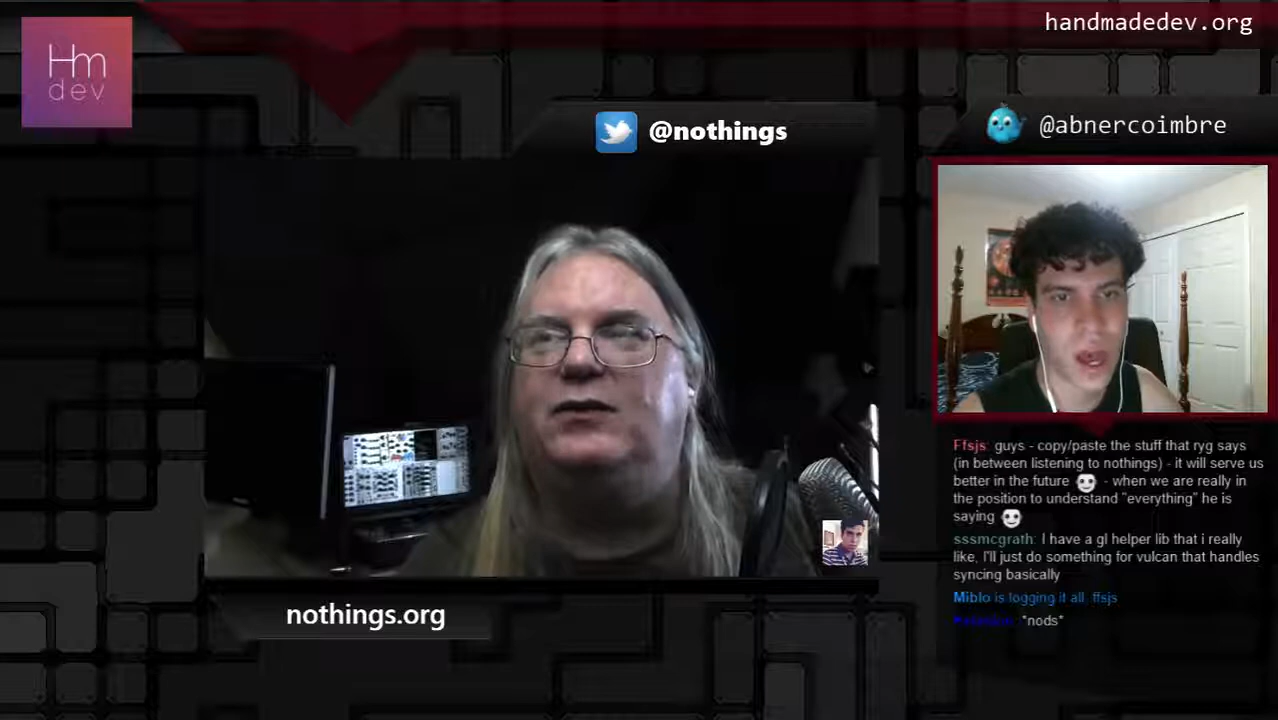 handmadedev.org
Hm
dev
@nothings
@abnercoimbre
Ffsjs: guys - copy/paste the stuff that ryg says
(in between listening to nothings) - it will serve us
better in the future - when we are really in
the position to understand "everything" he is
saying
sssmcgrath: I have a gl helper lib that i really
like, I'll just do something for vulcan that handles
syncing basically
Miblo is logging it all, ffsjs
*nods*
nothings.org